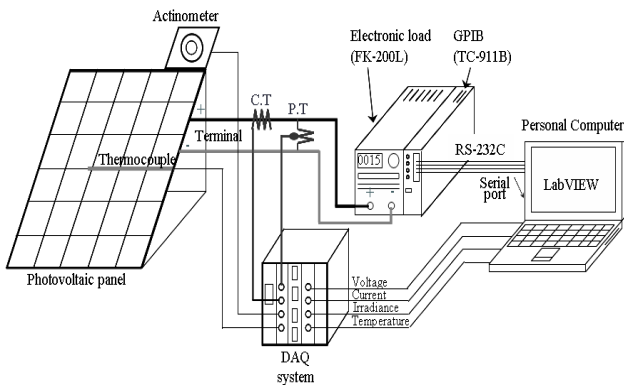 Actinometer
Electronic load
(FK-200L)
GPIB
(TC-911B)
C.T
P.T
+
Terminal
-
Thermocouple
0015
+ -
RS-232C
Serial
port
Personal Computer
LabVIEW
Photovoltaic panel
Voltage
Current
Irradiance
Temperature
DAQ
system